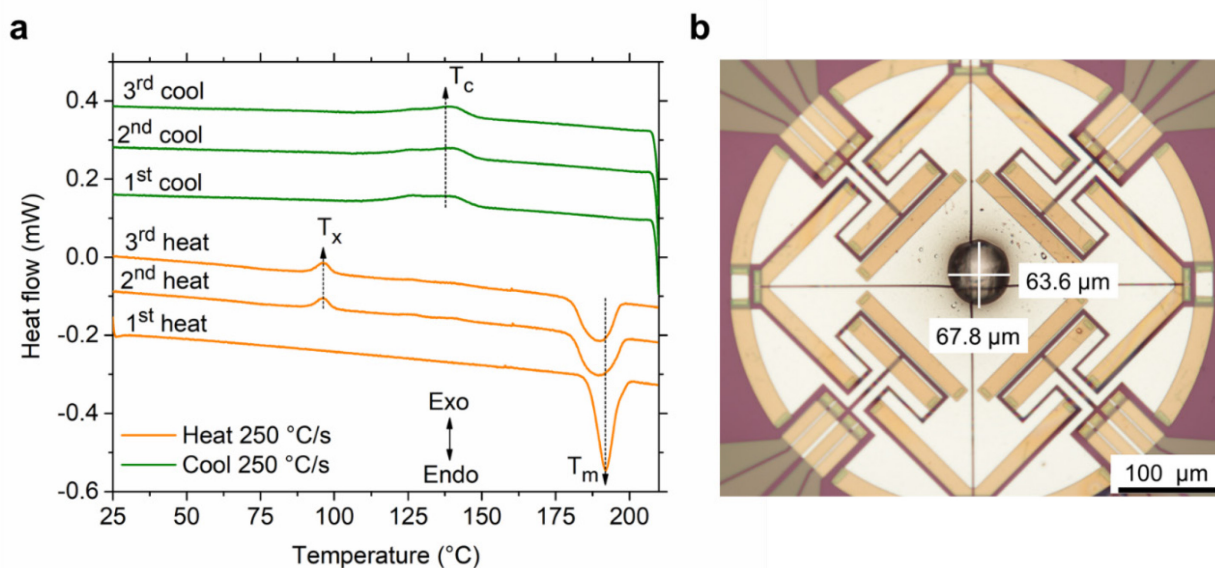 a
b
3rd cool
2nd cool
1st cool
Tc
3rd heat
Tx
2nd heat
1st heat
Exo
Endo
Tm
Heat 250 °C/s
Cool 250 °C/s
0.4
0.2
0.0
-0.2
-0.4
-0.6
Heat flow (mW)
25 50 75 100 125 150 175 200
Temperature (°C)
63.6 µm
67.8 µm
100 µm